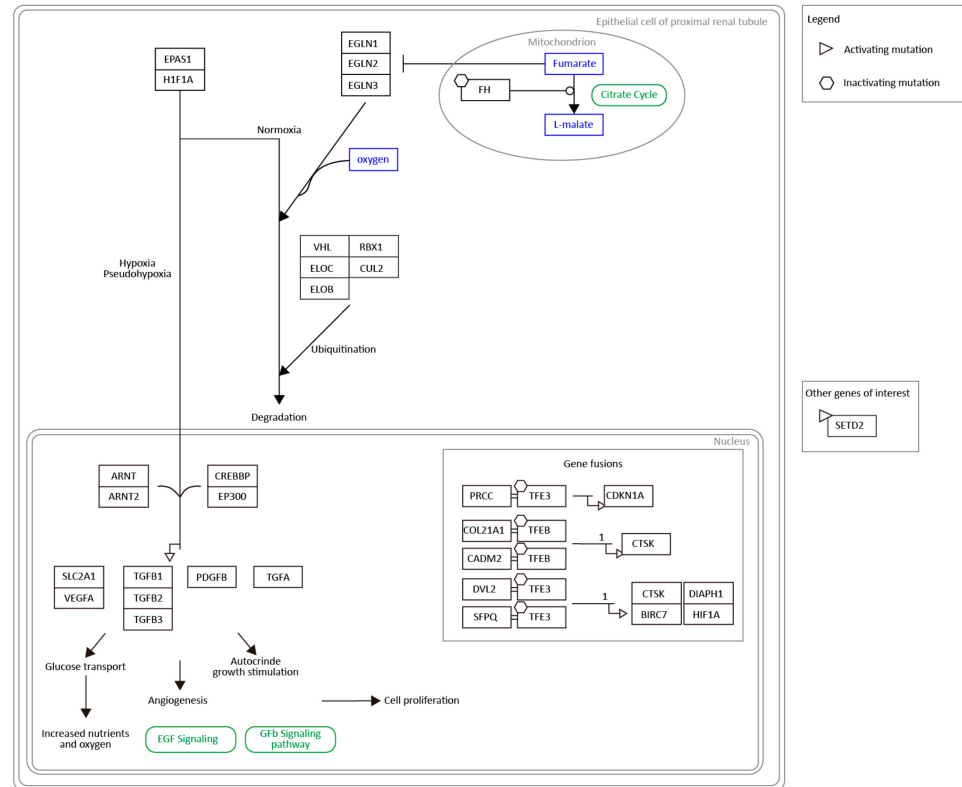 Epithelial cell of proximal renal tubule
EPAS1
H1F1A
EGLN1
EGLN2
EGLN3
Mitochondrion
Fumarate
FH
Citrate Cycle
L-malate
Normoxia
oxygen
Hypoxia
Pseudohypoxia
VHL
RBX1
ELOC
CUL2
ELOB
Ubiquitination
Degradation
Nucleus
ARNT
ARNT2
CREBBP
EP300
SLC2A1
VEGFA
TGFB1
TGFB2
TGFB3
PDGFB
TGFA
Glucose transport
Autocrinde
growth stimulation
Angiogenesis
Cell proliferation
Increased nutrients
and oxygen
EGF Signaling
GFb Signaling
pathway
Gene fusions
PRCC
TFE3
CDKN1A
COL21A1
TFEB
CADM2
TFEB
1
CTSK
DVL2
TFE3
SFPQ
TFE3
1
CTSK
DIAPH1
BIRC7
HIF1A
Legend
Activating mutation
Inactivating mutation
Other genes of interest
SETD2